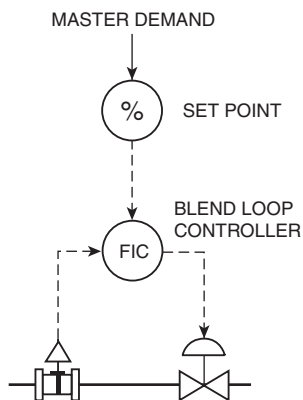 MASTER DEMAND
%
SET POINT
BLEND LOOP
CONTROLLER
FIC